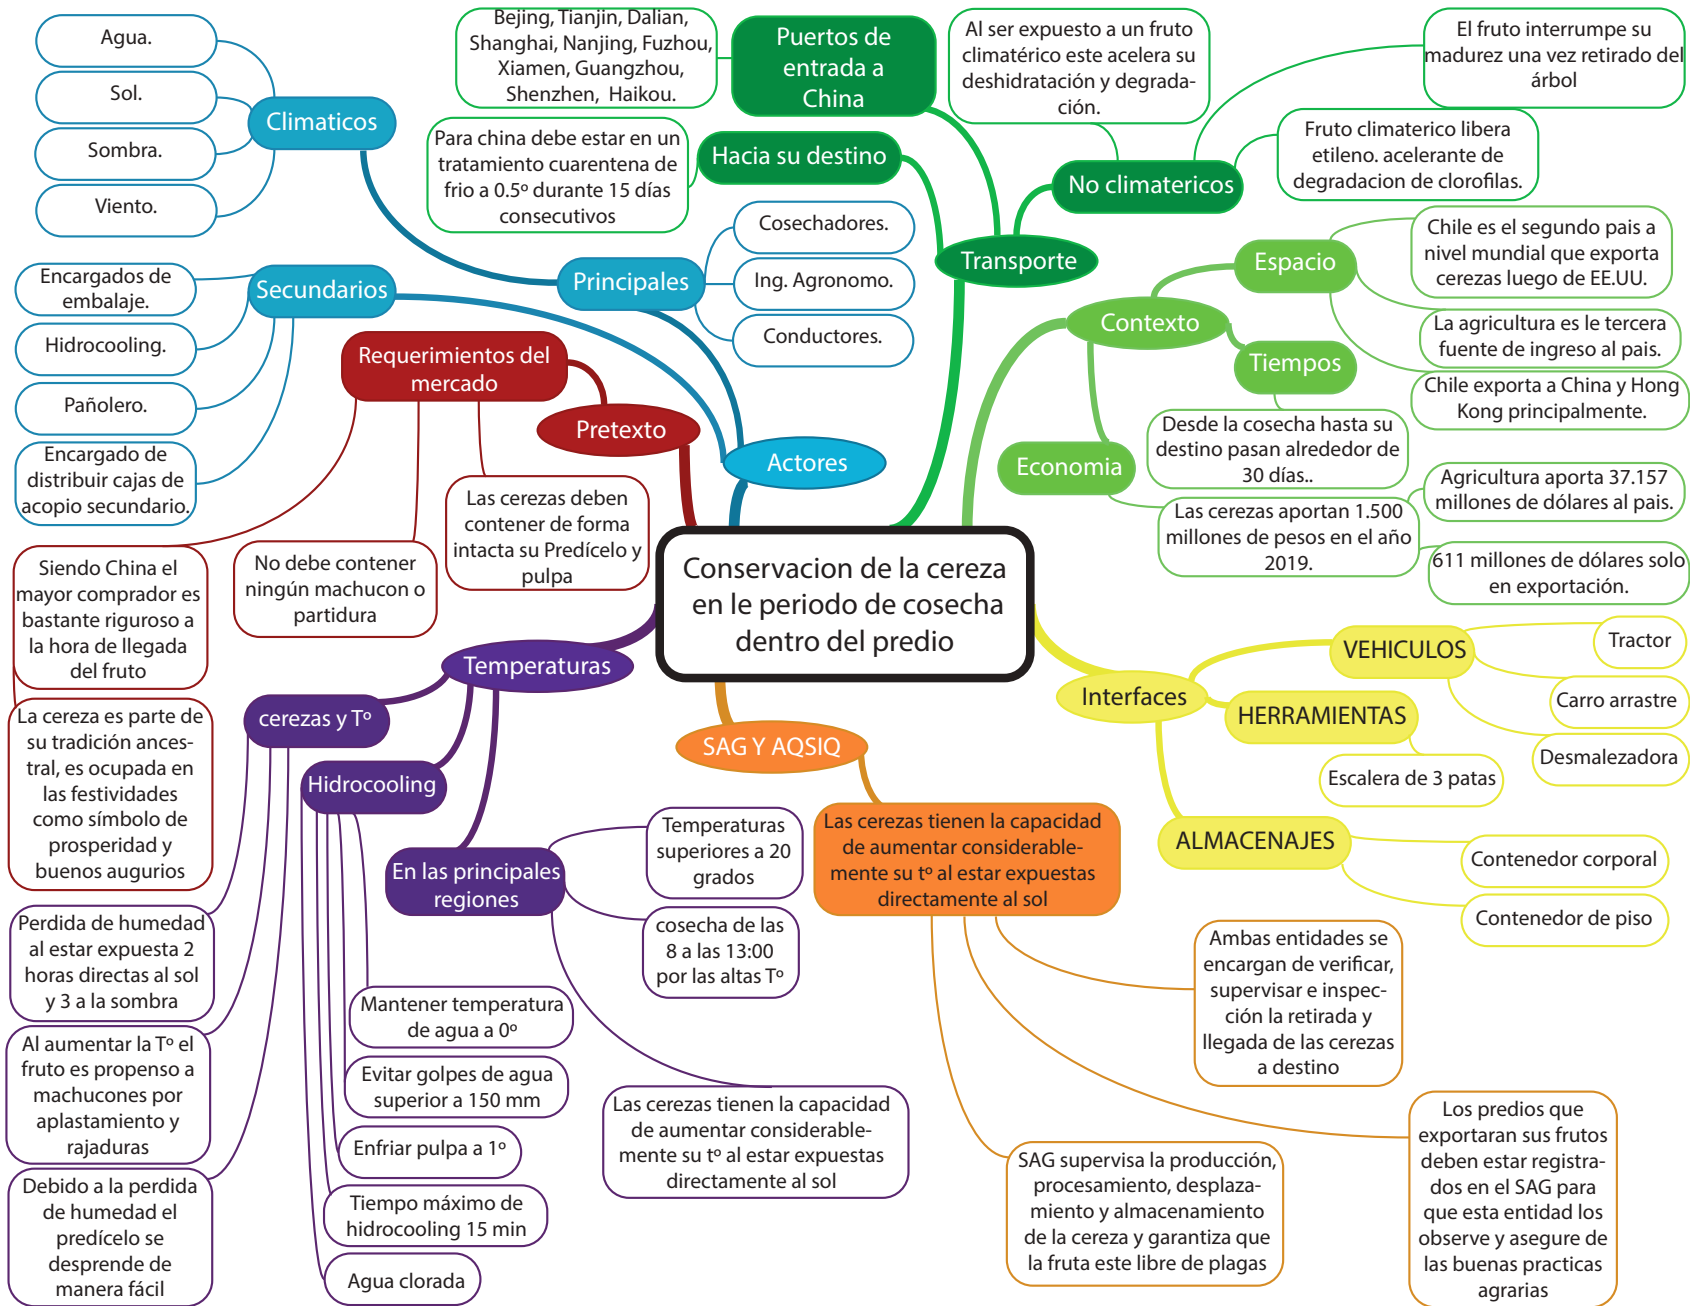 Agua.
Sol.
Sombra.
Viento.
Climaticos
Bejing, Tianjin, Dalian,
Shanghai, Nanjing, Fuzhou,
Xiamen, Guangzhou,
Shenzhen, Haikou.
Puertos de
entrada a
China
Para china debe estar en un
tratamiento cuarentena de
frio a 0.5º durante 15 días
consecutivos
Hacia su destino
Al ser expuesto a un fruto
climatérico este acelera su
deshidratación y degrada-
ción.
El fruto interrumpe su
madurez una vez retirado del
árbol
Fruto climaterico libera
etileno. acelerante de
degradacion de clorofilas.
No climatericos
Transporte
Cosechadores.
Ing. Agronomo.
Conductores.
Principales
Encargados de
embalaje.
Hidrocooling.
Pañolero.
Encargado de
distribuir cajas de
acopio secundario.
Secundarios
Actores
Requerimientos del
mercado
Pretexto
Siendo China el
mayor comprador es
bastante riguroso a
la hora de llegada
del fruto
La cereza es parte de
su tradición ances-
tral, es ocupada en
las festividades
como símbolo de
prosperidad y
buenos augurios
No debe contener
ningún machucon o
partidura
Las cerezas deben
contener de forma
intacta su Predícelo y
pulpa
Espacio
Chile es el segundo pais a
nivel mundial que exporta
cerezas luego de EE.UU.
La agricultura es le tercera
fuente de ingreso al pais.
Chile exporta a China y Hong
Kong principalmente.
Contexto
Tiempos
Desde la cosecha hasta su
destino pasan alrededor de
30 días..
Economia
Las cerezas aportan 1.500
millones de pesos en el año
2019.
Agricultura aporta 37.157
millones de dólares al pais.
611 millones de dólares solo
en exportación.
Conservacion de la cereza
en le periodo de cosecha
dentro del predio
Temperaturas
cerezas y Tº
Perdida de humedad
al estar expuesta 2
horas directas al sol
y 3 a la sombra
Al aumentar la Tº el
fruto es propenso a
machucones por
aplastamiento y
rajaduras
Debido a la perdida
de humedad el
predícelo se
desprende de
manera fácil
Hidrocooling
Mantener temperatura
de agua a 0º
Evitar golpes de agua
superior a 150 mm
Enfriar pulpa a 1º
Tiempo máximo de
hidrocooling 15 min
Agua clorada
En las principales
regiones
Temperaturas
superiores a 20
grados
cosecha de las
8 a las 13:00
por las altas Tº
Las cerezas tienen la capacidad
de aumentar considerable-
mente su tº al estar expuestas
directamente al sol
SAG Y AQSIQ
Las cerezas tienen la capacidad
de aumentar considerable-
mente su tº al estar expuestas
directamente al sol
Ambas entidades se
encargan de verificar,
supervisar e inspec-
ción la retirada y
llegada de las cerezas
a destino
SAG supervisa la producción,
procesamiento, desplaza-
miento y almacenamiento
de la cereza y garantiza que
la fruta este libre de plagas
Los predios que
exportaran sus frutos
deben estar registra-
dos en el SAG para
que esta entidad los
observe y asegure de
las buenas practicas
agrarias
Interfaces
VEHICULOS
Tractor
Carro arrastre
Desmalezadora
HERRAMIENTAS
Escalera de 3 patas
ALMACENAJES
Contenedor corporal
Contenedor de piso